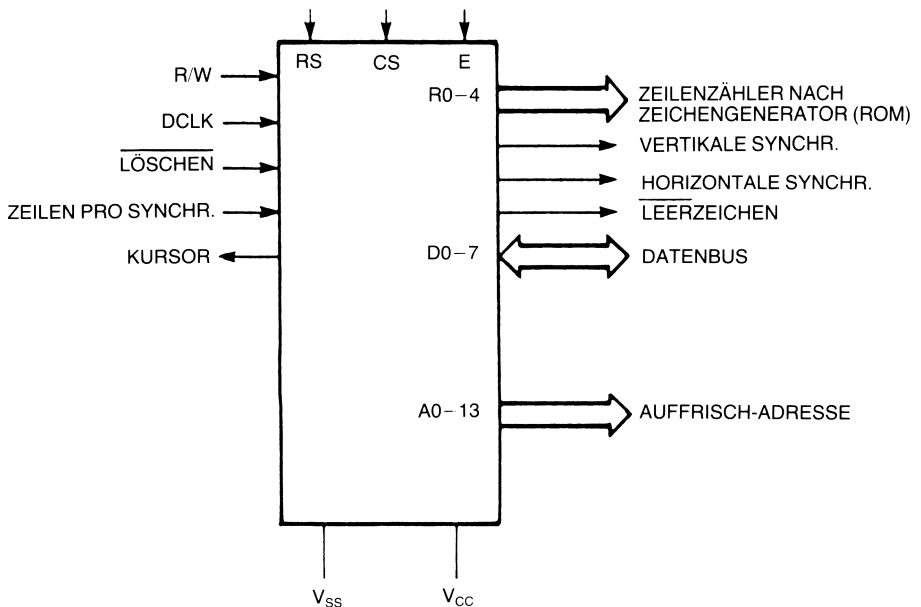 RS CS E
R/W
R0–4
ZEILENZÄHLER NACH
ZEICHENGENERATOR (ROM)
DCLK
VERTIKALE SYNCHR.
LÖSCHEN
HORIZONTALE SYNCHR.
ZEILEN PRO SYNCHR.
LEERZEICHEN
KURSOR
D0–7
DATENBUS
A0–13
AUFFRISCH-ADRESSE
VSS
VCC